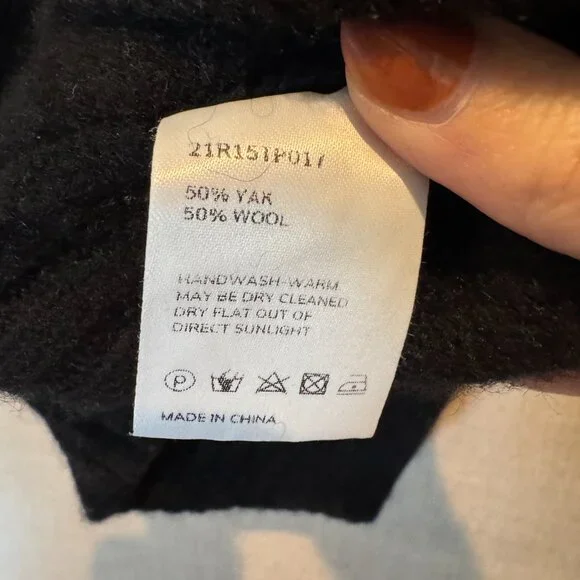 21R151P017
50% YAK
50% WOOL
HANDWASH-WARM
MAY BE DRY CLEANED
DRY FLAT OUT OF
DIRECT SUNLIGHT
P
MADE IN CHINA